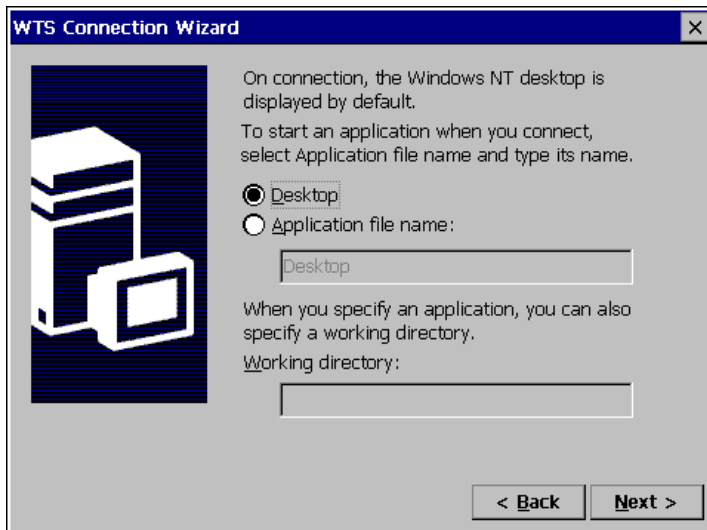 WTS Connection Wizard
On connection, the Windows NT desktop is
displayed by default.
To start an application when you connect,
select Application file name and type its name.
Desktop
Application file name:
Desktop
When you specify an application, you can also
specify a working directory.
Working directory:
< Back
Next >